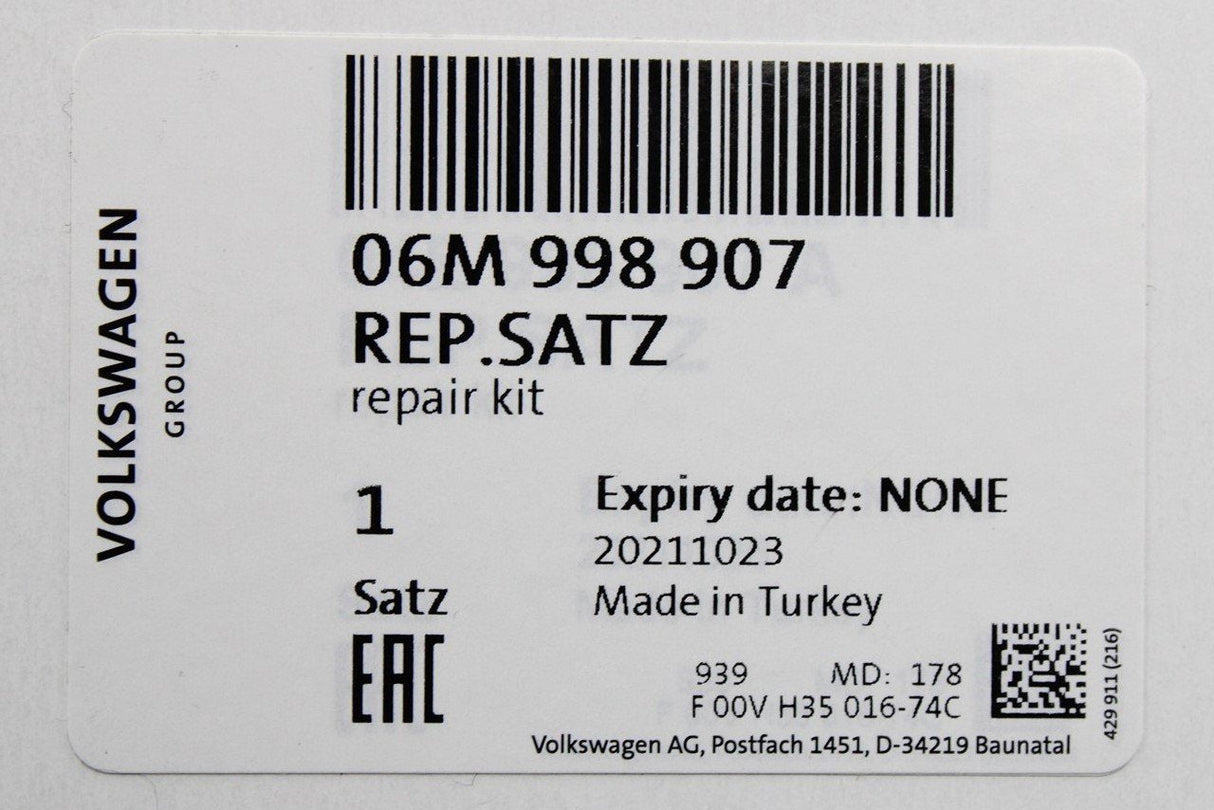 VOLKSWAGEN
GROUP
06M 998 907
REP.SATZ
repair kit
1
Expiry date: NONE
20211023
Satz
Made in Turkey
EAC
939 MD: 178
F 00V H35 016-74C
429 911 (216)
Volkswagen AG, Postfach 1451, D-34219 Baunatal